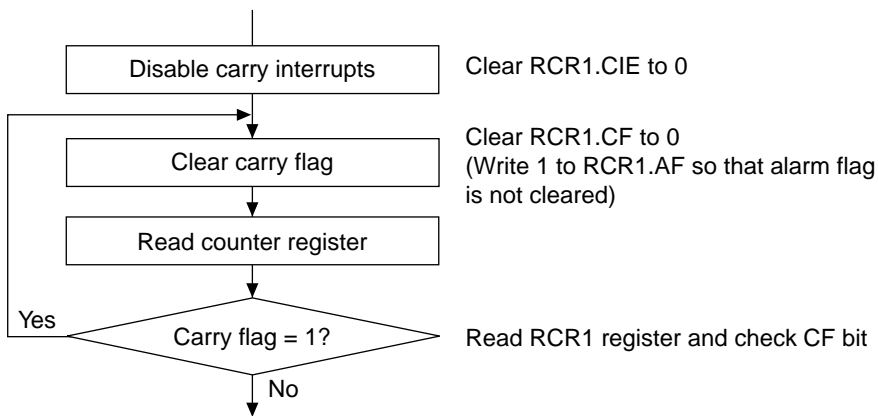 Disable carry interrupts
Clear RCR1.CIE to 0
Clear carry flag
Clear RCR1.CF to 0
(Write 1 to RCR1.AF so that alarm flag
is not cleared)
Read counter register
Yes
Carry flag = 1?
Read RCR1 register and check CF bit
No